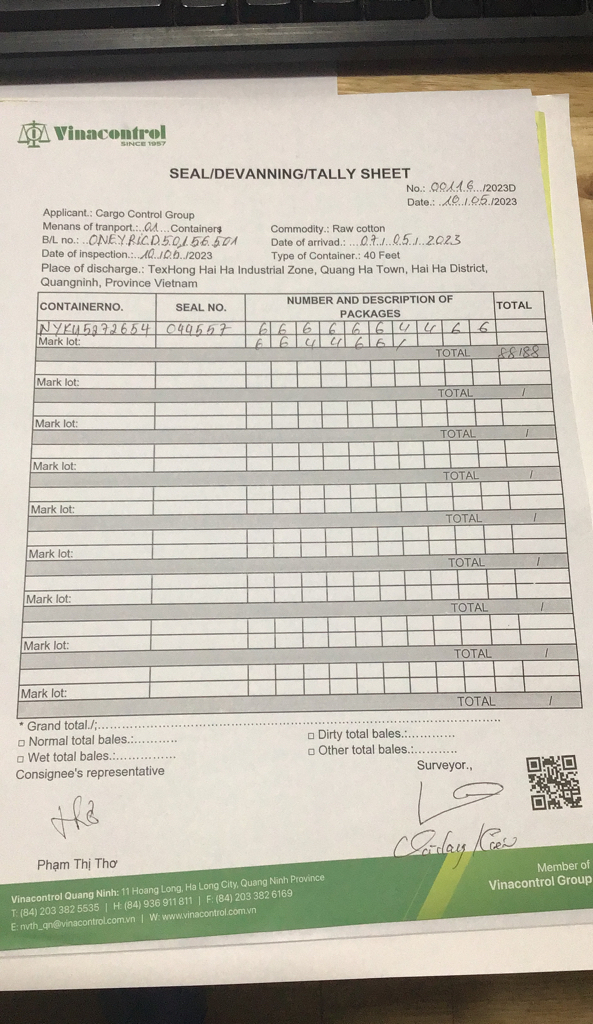 Vinacontrol
SINCE 1957
SEAL/DEVANNING/TALLY SHEET
No.: 00116.../2023D
Date.: .10./.05./2023
Applicant.: Cargo Control Group
Menans of tranport.:..01...Containers Commodity.: Raw cotton
B/L no.: ..ONEYRICD50156501 Date of arrivad.: ...07./..05./..2023
Date of inspection.:..10./05./2023 Type of Container.: 40 Feet
Place of discharge.: TexHong Hai Ha Industrial Zone, Quang Ha Town, Hai Ha District,
Quangninh, Province Vietnam
CONTAINERNO. SEAL NO. NUMBER AND DESCRIPTION OF PACKAGES TOTAL
NYKU5272654 044557 6 6 6 6 6 6 4 4 6 6
Mark lot: 6 6 4 4 6 6 /
TOTAL 88/88
Mark lot:
TOTAL /
Mark lot:
TOTAL /
Mark lot:
TOTAL /
Mark lot:
TOTAL /
Mark lot:
TOTAL /
Mark lot:
TOTAL /
Mark lot:
TOTAL /
Mark lot:
TOTAL /
* Grand total./:..........
□ Normal total bales.:........... □ Dirty total bales.:............
□ Wet total bales.:............... □ Other total bales.:..........
Consignee's representative Surveyor.,
Thơ
Phạm Thị Thơ
Vinacontrol Quang Ninh: 11 Hoang Long, Ha Long City, Quang Ninh Province
T: (84) 203 382 5535 | H: (84) 936 911 811 | F: (84) 203 382 6169
E: nvth_qn@vinacontrol.com.vn | W: www.vinacontrol.com.vn
Member of
Vinacontrol Group